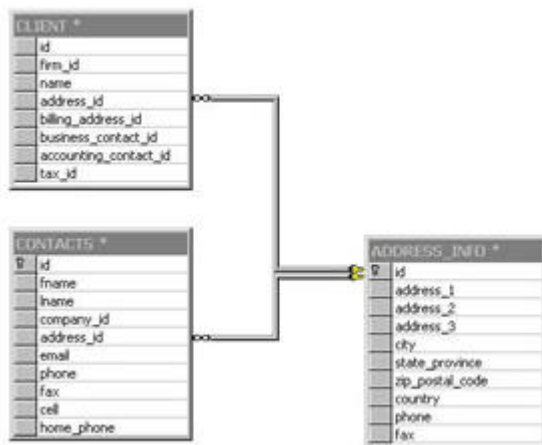 CLIENT *
id
firm_id
name
address_id
billing_address_id
business_contact_id
accounting_contact_id
tax_id
CONTACTS *
id
fname
lname
company_id
address_id
email
phone
fax
cell
home_phone
ADDRESS_INFO *
id
address_1
address_2
address_3
city
state_province
zip_postal_code
country
phone
fax